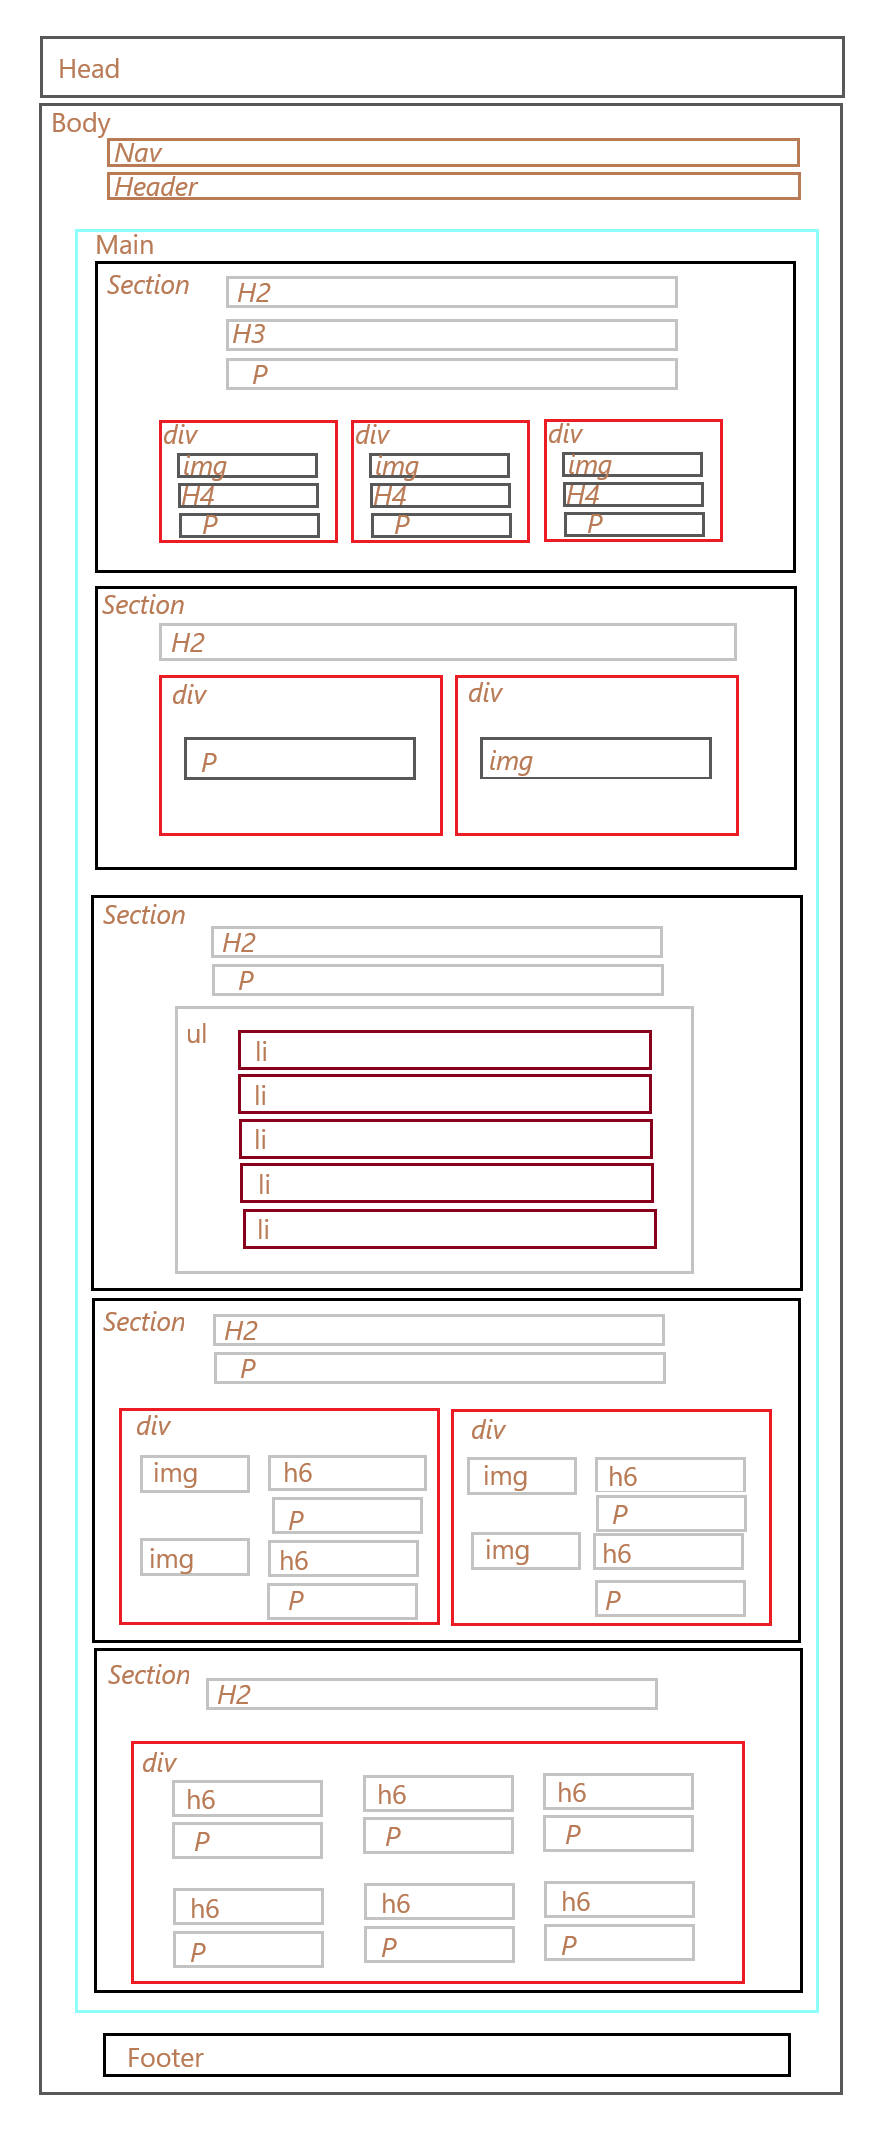 Head
Body
Nav
Header
Main
Section
H2
H3
P
div
img
H4
P
div
img
H4
P
div
img
H4
P
Section
H2
div
P
div
img
Section
H2
P
ul
li
li
li
li
li
Section
H2
P
div
img
h6
P
img
h6
P
div
img
h6
P
img
h6
P
Section
H2
div
h6
h6
h6
P
P
P
h6
h6
h6
P
P
P
Footer